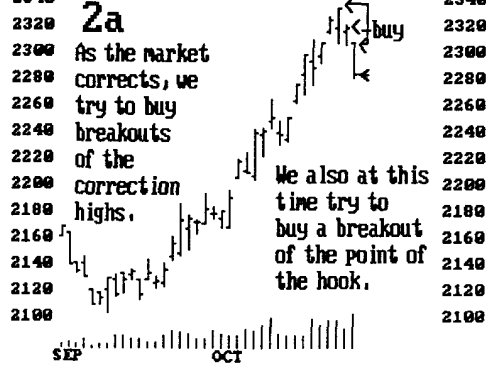 2340
2340
2a
2320
2320
buy
As the market
2300
2300
corrects, we
2280
2280
try to buy
2260
2260
breakouts
2240
2240
of the
2220
2220
We also at this
correction
2200
2200
time try to
highs.
2180
2180
buy a breakout
2160
2160
of the point of
2140
2140
the hook.
2120
2120
2100
2100
SEP
OCT